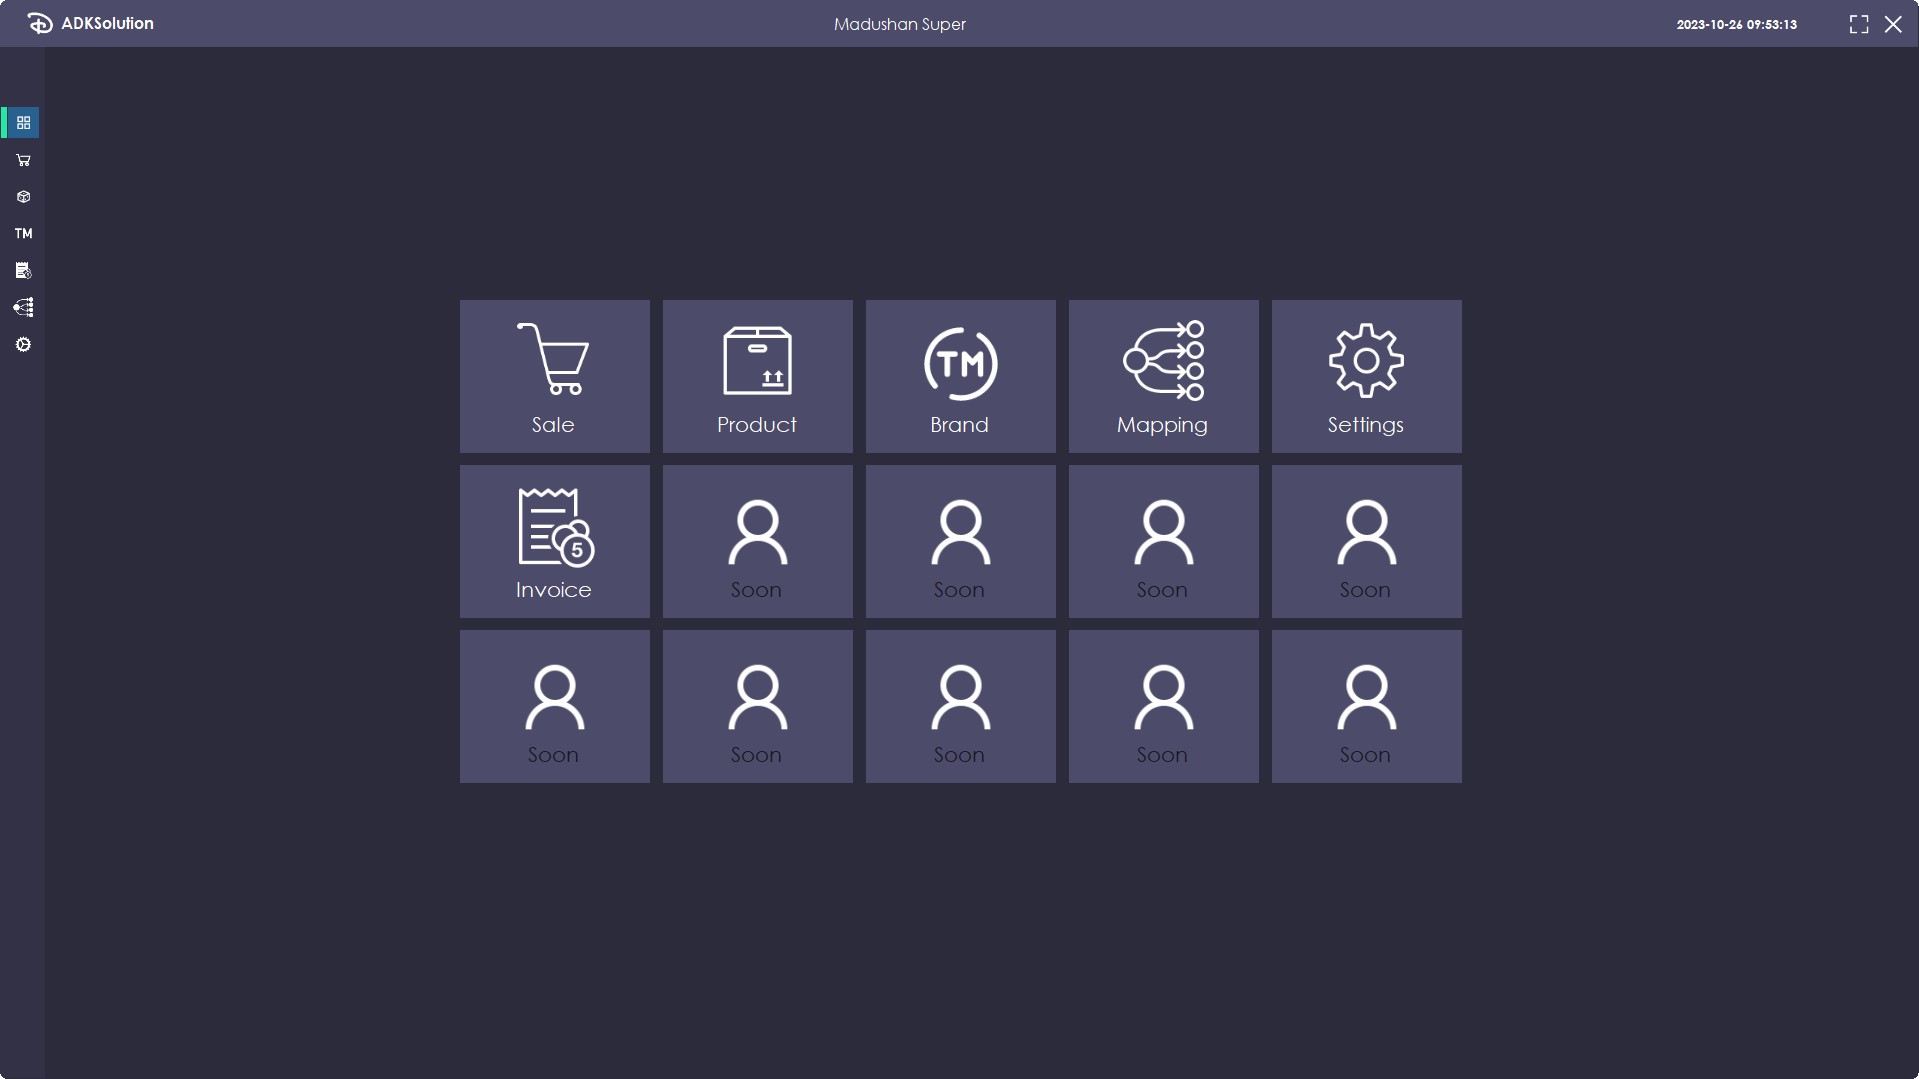 ADKSolution
Madushan Super
2023-10-26 09:53:13
TM
TM
Sale
Product
Brand
Mapping
Settings
5
Invoice
Soon
Soon
Soon
Soon
Soon
Soon
Soon
Soon
Soon